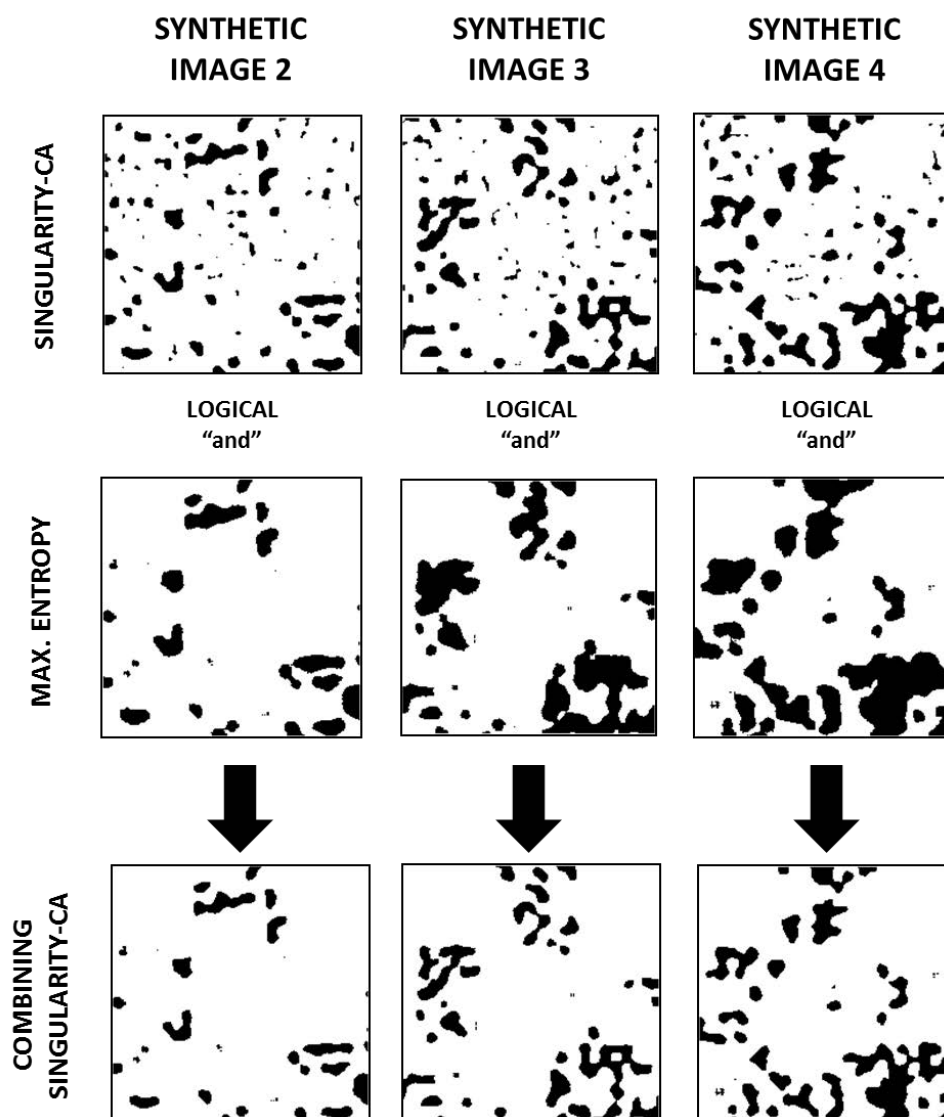 SYNTHETIC
IMAGE 2
SYNTHETIC
IMAGE 3
SYNTHETIC
IMAGE 4
SINGULARITY-CA
LOGICAL
“and”
LOGICAL
“and”
LOGICAL
“and”
MAX. ENTROPY
COMBINING
SINGULARITY-CA